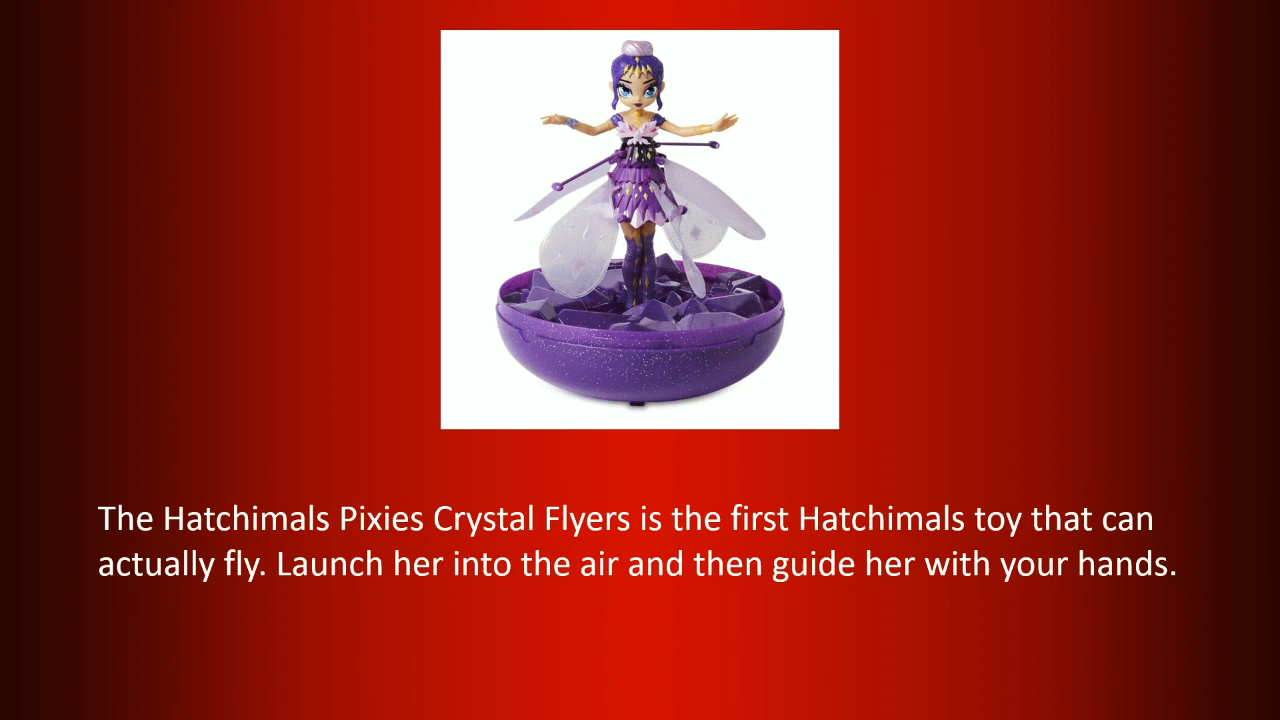 The Hatchimals Pixies Crystal Flyers is the first Hatchimals toy that can
actually fly. Launch her into the air and then guide her with your hands.